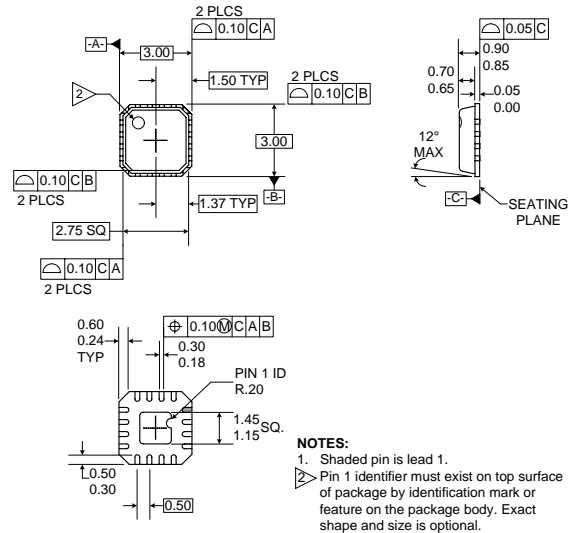 2 PLCS
⌓ 0.10 C A
-A-
3.00
1.50 TYP
2 PLCS
⌓ 0.10 C B
2
3.00
⌓ 0.10 C B
2 PLCS
-B-
1.37 TYP
2.75 SQ
⌓ 0.10 C A
2 PLCS
⌓ 0.05 C
0.90
0.85
0.70
0.65
0.05
0.00
12°
MAX
-C-
SEATING
PLANE
0.60
0.24
TYP
⌖ 0.10 Ⓜ C A B
0.30
0.18
PIN 1 ID
R.20
1.45
1.15
SQ.
0.50
0.30
0.50
NOTES:
1. Shaded pin is lead 1.
2 Pin 1 identifier must exist on top surface
of package by identification mark or
feature on the package body. Exact
shape and size is optional.